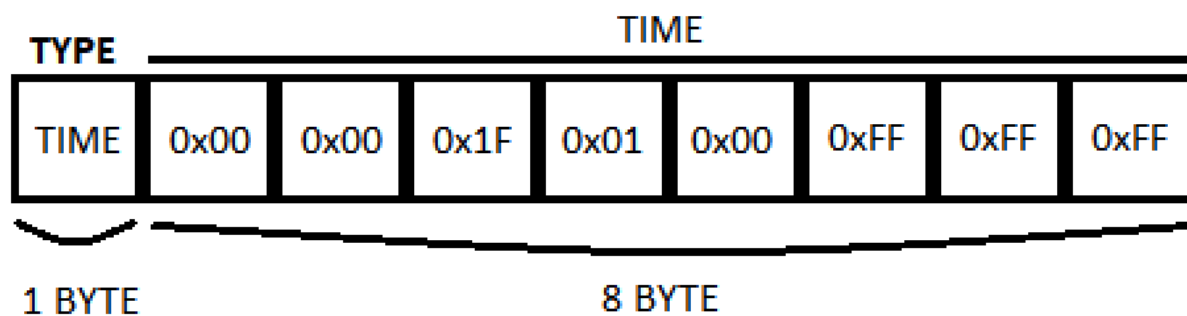 TIME
TYPE
TIME 0x00 0x00 0x1F 0x01 0x00 0xFF 0xFF 0xFF
1 BYTE 8 BYTE